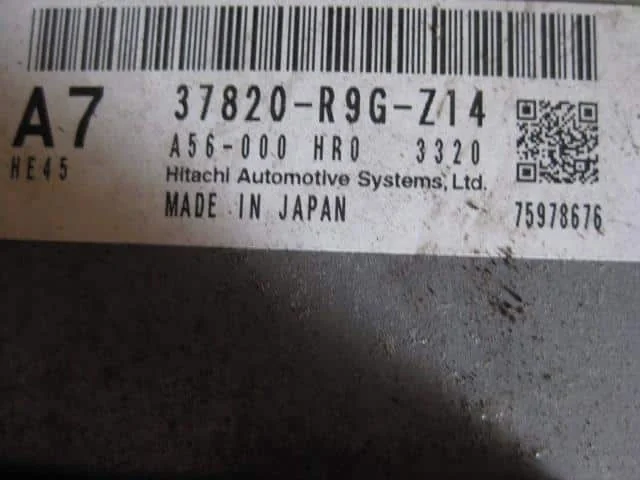 A7 37820-R9G-Z14
HE45 A56-000 HR0 3320
Hitachi Automotive Systems, Ltd.
MADE IN JAPAN 75978676